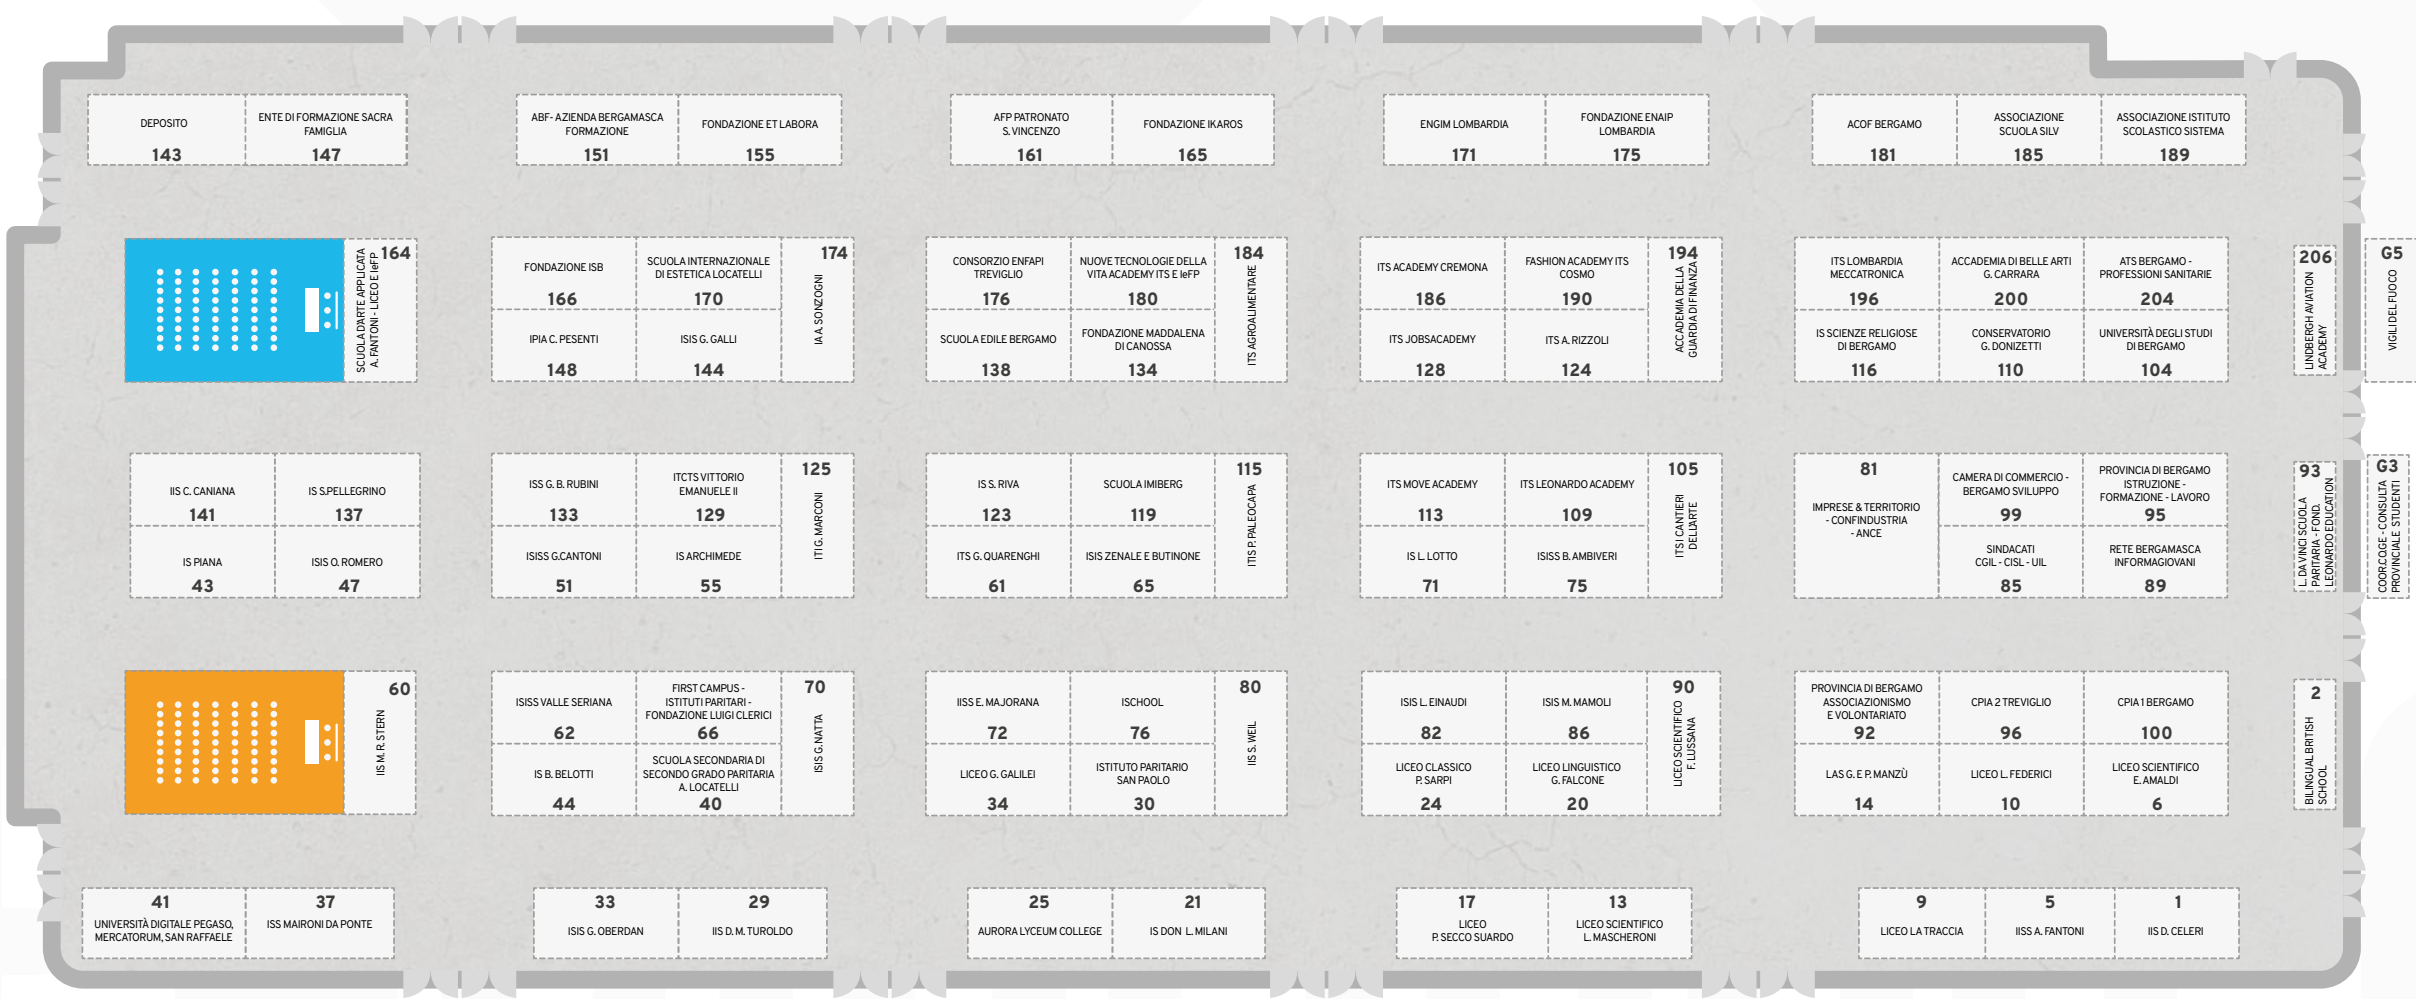 DEPOSITO
143
ENTE DI FORMAZIONE SACRA
FAMIGLIA
147
ABF- AZIENDA BERGAMASCA
FORMAZIONE
151
FONDAZIONE ET LABORA
155
AFP PATRONATO
S. VINCENZO
161
FONDAZIONE IKAROS
165
ENGIM LOMBARDIA
171
FONDAZIONE ENAIP
LOMBARDIA
175
ACOF BERGAMO
181
ASSOCIAZIONE
SCUOLA SILV
185
ASSOCIAZIONE ISTITUTO
SCOLASTICO SISTEMA
189
164
SCUOLA D'ARTE APPLICATA
A. FANTONI - LICEO E IeFP
FONDAZIONE ISB
166
SCUOLA INTERNAZIONALE
DI ESTETICA LOCATELLI
170
174
IA A. SONZOGNI
IPIA C. PESENTI
148
ISIS G. GALLI
144
CONSORZIO ENFAPI
TREVIGLIO
176
NUOVE TECNOLOGIE DELLA
VITA ACADEMY ITS E IeFP
180
184
ITS AGROALIMENTARE
SCUOLA EDILE BERGAMO
138
FONDAZIONE MADDALENA
DI CANOSSA
134
ITS ACADEMY CREMONA
186
FASHION ACADEMY ITS
COSMO
190
194
ACCADEMIA DELLA
GUARDIA DI FINANZA
ITS JOBSACADEMY
128
ITS A. RIZZOLI
124
ITS LOMBARDIA
MECCATRONICA
196
ACCADEMIA DI BELLE ARTI
G. CARRARA
200
ATS BERGAMO -
PROFESSIONI SANITARIE
204
IS SCIENZE RELIGIOSE
DI BERGAMO
116
CONSERVATORIO
G. DONIZETTI
110
UNIVERSITÀ DEGLI STUDI
DI BERGAMO
104
206
LINDBERGH AVIATION
ACADEMY
G5
VIGILI DEL FUOCO
IIS C. CANIANA
141
IS S.PELLEGRINO
137
IS PIANA
43
ISIS O. ROMERO
47
ISS G. B. RUBINI
133
ITCTS VITTORIO
EMANUELE II
129
125
ITI G. MARCONI
ISISS G.CANTONI
51
IS ARCHIMEDE
55
IS S. RIVA
123
SCUOLA IMIBERG
119
115
ITIS P. PALEOCAPA
ITS G. QUARENGHI
61
ISIS ZENALE E BUTINONE
65
ITS MOVE ACADEMY
113
ITS LEONARDO ACADEMY
109
105
ITS I CANTIERI
DELL'ARTE
IS L. LOTTO
71
ISISS B. AMBIVERI
75
81
IMPRESE & TERRITORIO
- CONFINDUSTRIA
- ANCE
CAMERA DI COMMERCIO -
BERGAMO SVILUPPO
99
PROVINCIA DI BERGAMO
ISTRUZIONE -
FORMAZIONE - LAVORO
95
SINDACATI
CGIL - CISL - UIL
85
RETE BERGAMASCA
INFORMAGIOVANI
89
93
L. DA VINCI SCUOLA
PARITARIA - FOND.
LEONARDO EDUCATION
G3
COOR.CO.GE - CONSULTA
PROVINCIALE STUDENTI
60
IIS M. R. STERN
ISISS VALLE SERIANA
62
FIRST CAMPUS -
ISTITUTI PARITARI -
FONDAZIONE LUIGI CLERICI
66
70
ISIS G. NATTA
IS B. BELOTTI
44
SCUOLA SECONDARIA DI
SECONDO GRADO PARITARIA
A. LOCATELLI
40
IISS E. MAJORANA
72
ISCHOOL
76
80
IIS S. WEIL
LICEO G. GALILEI
34
ISTITUTO PARITARIO
SAN PAOLO
30
ISIS L. EINAUDI
82
ISIS M. MAMOLI
86
90
LICEO SCIENTIFICO
F. LUSSANA
LICEO CLASSICO
P. SARPI
24
LICEO LINGUISTICO
G. FALCONE
20
PROVINCIA DI BERGAMO
ASSOCIAZIONISMO
E VOLONTARIATO
92
CPIA 2 TREVIGLIO
96
CPIA 1 BERGAMO
100
LAS G. E P. MANZÙ
14
LICEO L. FEDERICI
10
LICEO SCIENTIFICO
E. AMALDI
6
2
BILINGUAL BRITISH
SCHOOL
41
UNIVERSITÀ DIGITALE PEGASO,
MERCATORUM, SAN RAFFAELE
37
ISS MAIRONI DA PONTE
33
ISIS G. OBERDAN
29
IIS D. M. TUROLDO
25
AURORA LYCEUM COLLEGE
21
IS DON L. MILANI
17
LICEO
P. SECCO SUARDO
13
LICEO SCIENTIFICO
L. MASCHERONI
9
LICEO LA TRACCIA
5
IISS A. FANTONI
1
IIS D. CELERI